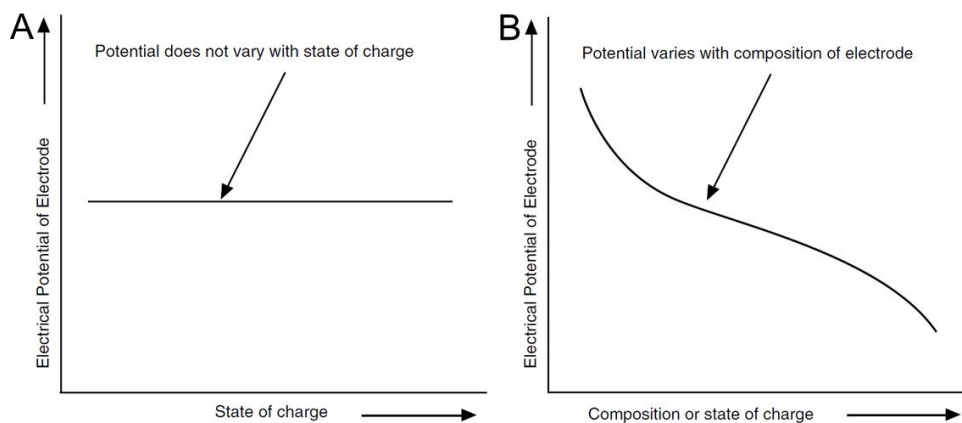 A
Potential does not vary with state of charge
Electrical Potential of Electrode
State of charge
B
Potential varies with composition of electrode
Electrical Potential of Electrode
Composition or state of charge